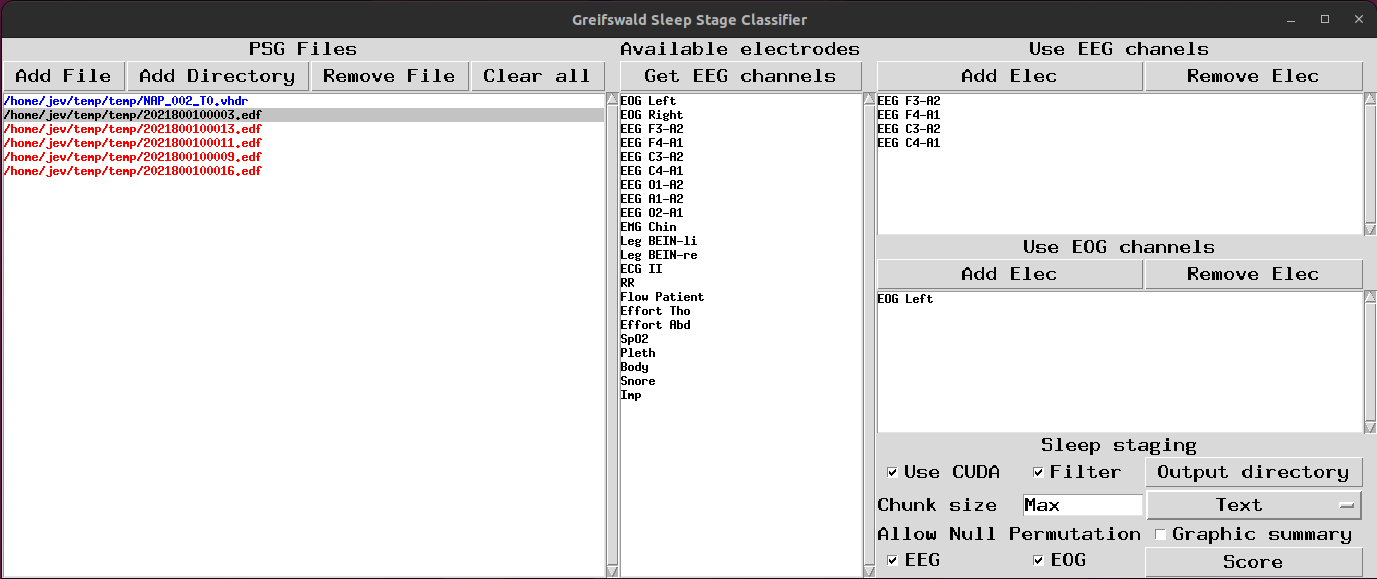 Greifswald Sleep Stage Classifier
PSG Files
Add File Add Directory Remove File Clear all
/home/jev/temp/temp/NAP_002_T0.vhdr
/home/jev/temp/temp/2021800100003.edf
/home/jev/temp/temp/2021800100013.edf
/home/jev/temp/temp/2021800100011.edf
/home/jev/temp/temp/2021800100009.edf
/home/jev/temp/temp/2021800100016.edf
Available electrodes
Get EEG channels
EOG Left
EOG Right
EEG F3-A2
EEG F4-A1
EEG C3-A2
EEG C4-A1
EEG O1-A2
EEG A1-A2
EEG O2-A1
EMG Chin
Leg BEIN-li
Leg BEIN-re
ECG II
RR
Flow Patient
Effort Tho
Effort Abd
SpO2
Pleth
Body
Snore
Imp
Use EEG chanels
Add Elec Remove Elec
EEG F3-A2
EEG F4-A1
EEG C3-A2
EEG C4-A1
Use EOG channels
Add Elec Remove Elec
EOG Left
Sleep staging
Use CUDA Filter Output directory
Chunk size Max Text
Allow Null Permutation Graphic summary
EEG EOG Score